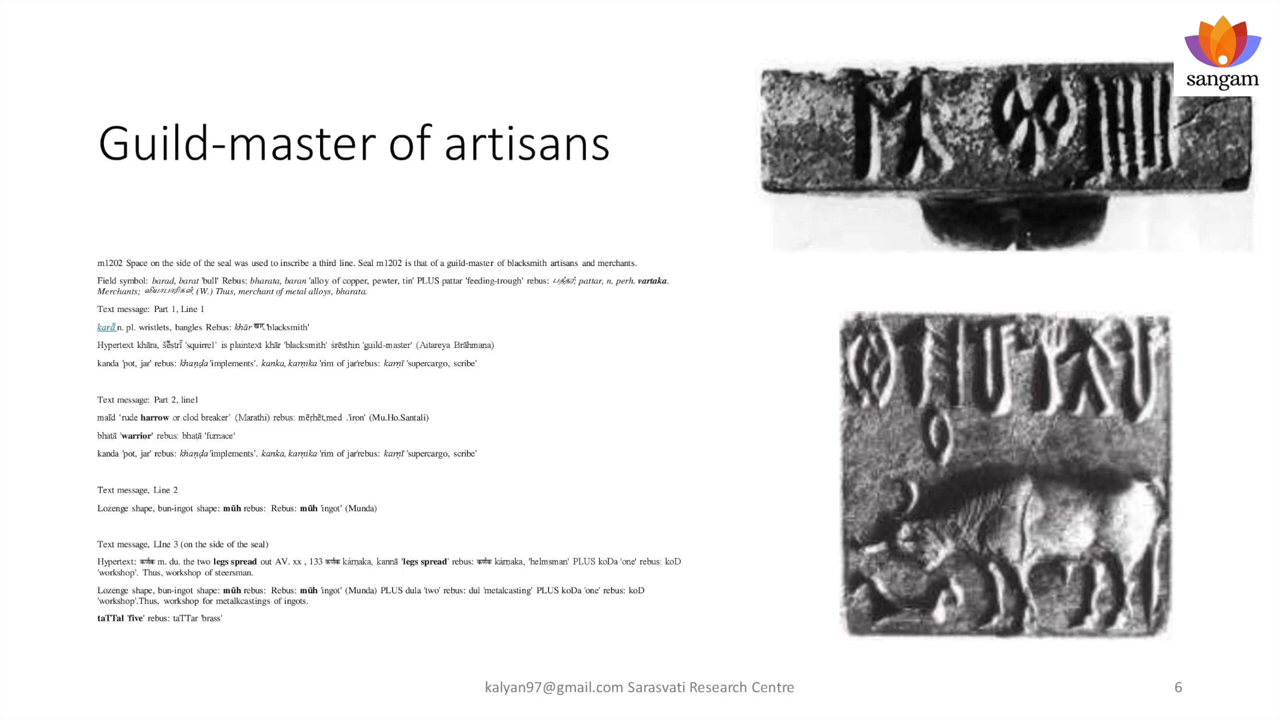 sangam
Guild-master of artisans
m1202 Space on the side of the seal was used to inscribe a third line. Seal m1202 is that of a guild-master of blacksmith artisans and merchants.
Field symbol: barad, barat 'bull' Rebus: bharata, baran 'alloy of copper, pewter, tin' PLUS pattar 'feeding-trough' rebus: பத்தர்; pattar, n. perh. vartaka.
Merchants; வியாபாரிகள். (W.) Thus, merchant of metal alloys, bharata.
Text message: Part 1, Line 1
karã̄ n. pl. wristlets, bangles Rebus: khār खार् 'blacksmith'
Hypertext khāra, šē̃ṣṭrĭ̄ 'squirrel' is plaintext khār 'blacksmith' śrēsthin 'guild-master' (Aitareya Brāhmaṇa)
kanda 'pot, jar' rebus: khaṇḍa 'implements'. kanka, karṇika 'rim of jar'rebus: karṇī 'supercargo, scribe'
Text message: Part 2, line1
maĩd 'rude harrow or clod breaker' (Marathi) rebus: mẽṛhẽt,med .'iron' (Mu.Ho.Santali)
bhaṭā 'warrior' rebus: bhaṭā 'furnace'
kanda 'pot, jar' rebus: khaṇḍa 'implements'. kanka, karṇika 'rim of jar'rebus: karṇī 'supercargo, scribe'
Text message, Line 2
Lozenge shape, bun-ingot shape: mūh rebus: Rebus: mūh 'ingot' (Munda)
Text message, LIne 3 (on the side of the seal)
Hypertext: कर्णक m. du. the two legs spread out AV. xx , 133 कर्णक kárṇaka, kannā 'legs spread' rebus: कर्णक kárṇaka, 'helmsman' PLUS koDa 'one' rebus: koD
'workshop'. Thus, workshop of steersman.
Lozenge shape, bun-ingot shape: mūh rebus: Rebus: mūh 'ingot' (Munda) PLUS dula 'two' rebus: dul 'metalcasting' PLUS koDa 'one' rebus: koD
'workshop'.Thus, workshop for metalkcastings of ingots.
taTTal 'five' rebus: taTTar 'brass'
kalyan97@gmail.com Sarasvati Research Centre
6